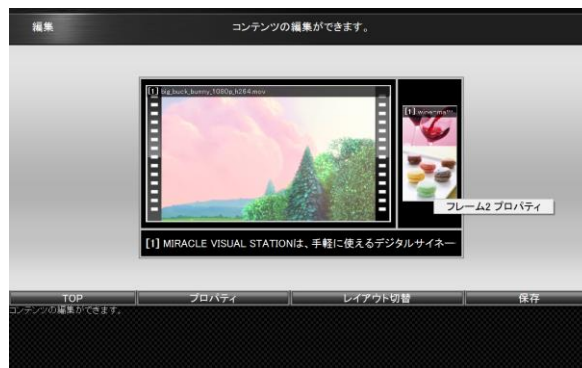 編集
コンテンツの編集ができます。
[1] big_buck_bunny_1080p_h264.mov
[1] wine-ma
フレーム2 プロパティ
[1] MIRACLE VISUAL STATIONは、手軽に使えるデジタルサイネー
TOP
プロパティ
レイアウト切替
保存
コンテンツの編集ができます。